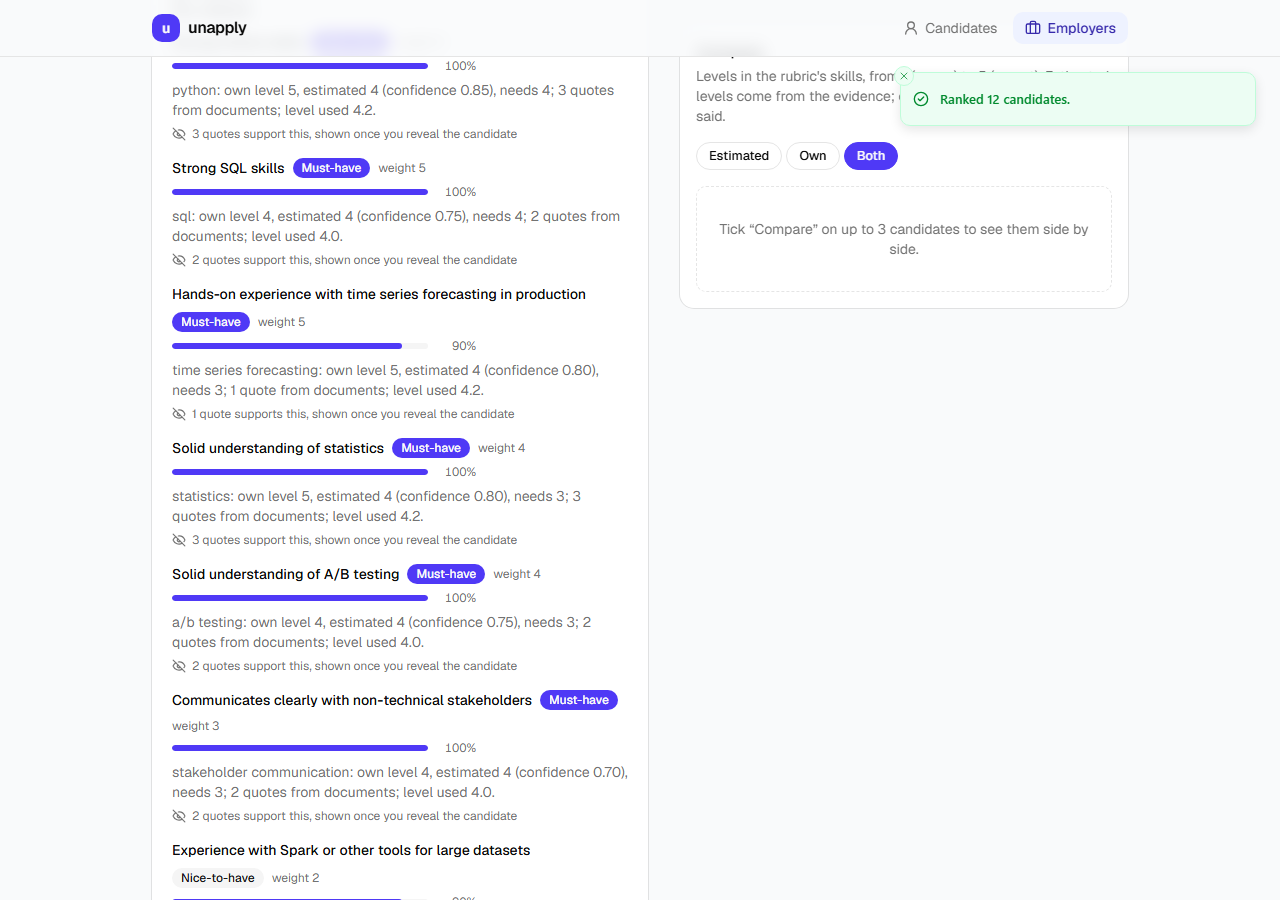 u unapply
Candidates
Employers
100%
python: own level 5, estimated 4 (confidence 0.85), needs 4; 3 quotes
from documents; level used 4.2.
3 quotes support this, shown once you reveal the candidate
Strong SQL skills Must-have weight 5
100%
sql: own level 4, estimated 4 (confidence 0.75), needs 4; 2 quotes from
documents; level used 4.0.
2 quotes support this, shown once you reveal the candidate
Hands-on experience with time series forecasting in production
Must-have weight 5
90%
time series forecasting: own level 5, estimated 4 (confidence 0.80),
needs 3; 1 quote from documents; level used 4.2.
1 quote supports this, shown once you reveal the candidate
Solid understanding of statistics Must-have weight 4
100%
statistics: own level 5, estimated 4 (confidence 0.80), needs 3; 3
quotes from documents; level used 4.2.
3 quotes support this, shown once you reveal the candidate
Solid understanding of A/B testing Must-have weight 4
100%
a/b testing: own level 4, estimated 4 (confidence 0.75), needs 3; 2
quotes from documents; level used 4.0.
2 quotes support this, shown once you reveal the candidate
Communicates clearly with non-technical stakeholders Must-have
weight 3
100%
stakeholder communication: own level 4, estimated 4 (confidence 0.70),
needs 3; 2 quotes from documents; level used 4.0.
2 quotes support this, shown once you reveal the candidate
Experience with Spark or other tools for large datasets
Nice-to-have weight 2
Levels in the rubric's skills, from
levels come from the evidence;
said.
Ranked 12 candidates.
Estimated Own Both
Tick “Compare” on up to 3 candidates to see them side by
side.